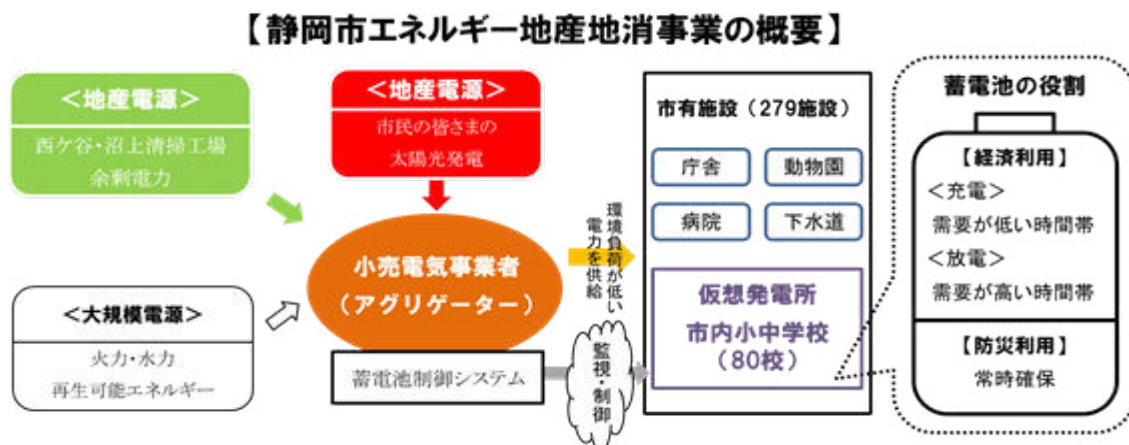 【静岡市エネルギー地産地消事業の概要】
＜地産電源＞
西ケ谷・沼上清掃工場
余剰電力
＜地産電源＞
市民の皆さまの
太陽光発電
＜大規模電源＞
火力・水力
再生可能エネルギー
小売電気事業者
（アグリゲーター）
蓄電池制御システム
環境負荷が低い
電力を供給
監視・制御
市有施設（279施設）
庁舎
動物園
病院
下水道
仮想発電所
市内小中学校
（80校）
蓄電池の役割
【経済利用】
＜充電＞
需要が低い時間帯
＜放電＞
需要が高い時間帯
【防災利用】
常時確保